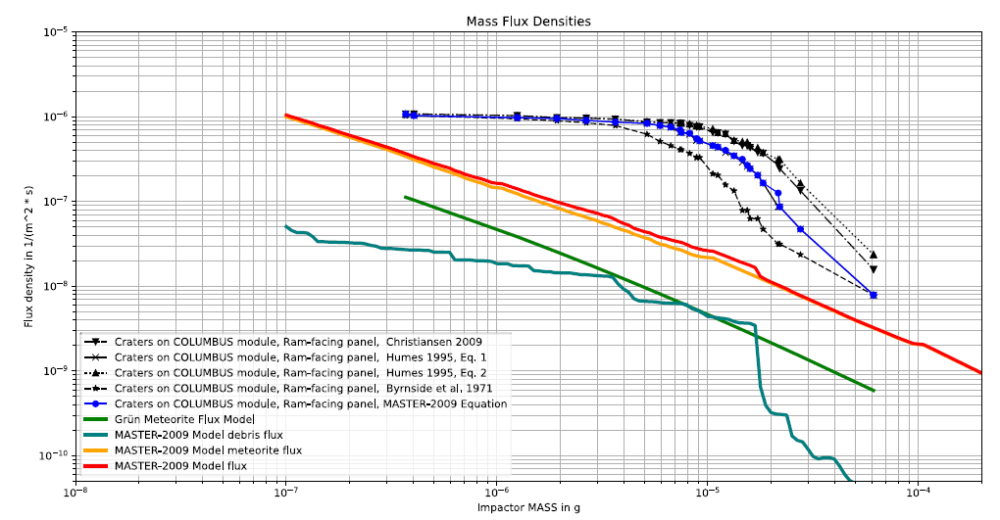 Mass Flux Densities
Flux density in 1/(m^2 * s)
10^-5
10^-6
10^-7
10^-8
10^-9
10^-10
Craters on COLUMBUS module, Ram-facing panel, Christiansen 2009
Craters on COLUMBUS module, Ram-facing panel, Humes 1995, Eq. 1
Craters on COLUMBUS module, Ram-facing panel, Humes 1995, Eq. 2
Craters on COLUMBUS module, Ram-facing panel, Byrnside et al, 1971
Craters on COLUMBUS module, Ram-facing panel, MASTER-2009 Equation
Grün Meteorite Flux Model
MASTER-2009 Model debris flux
MASTER-2009 Model meteorite flux
MASTER-2009 Model flux
10^-8 10^-7 10^-6 10^-5 10^-4
Impactor MASS in g